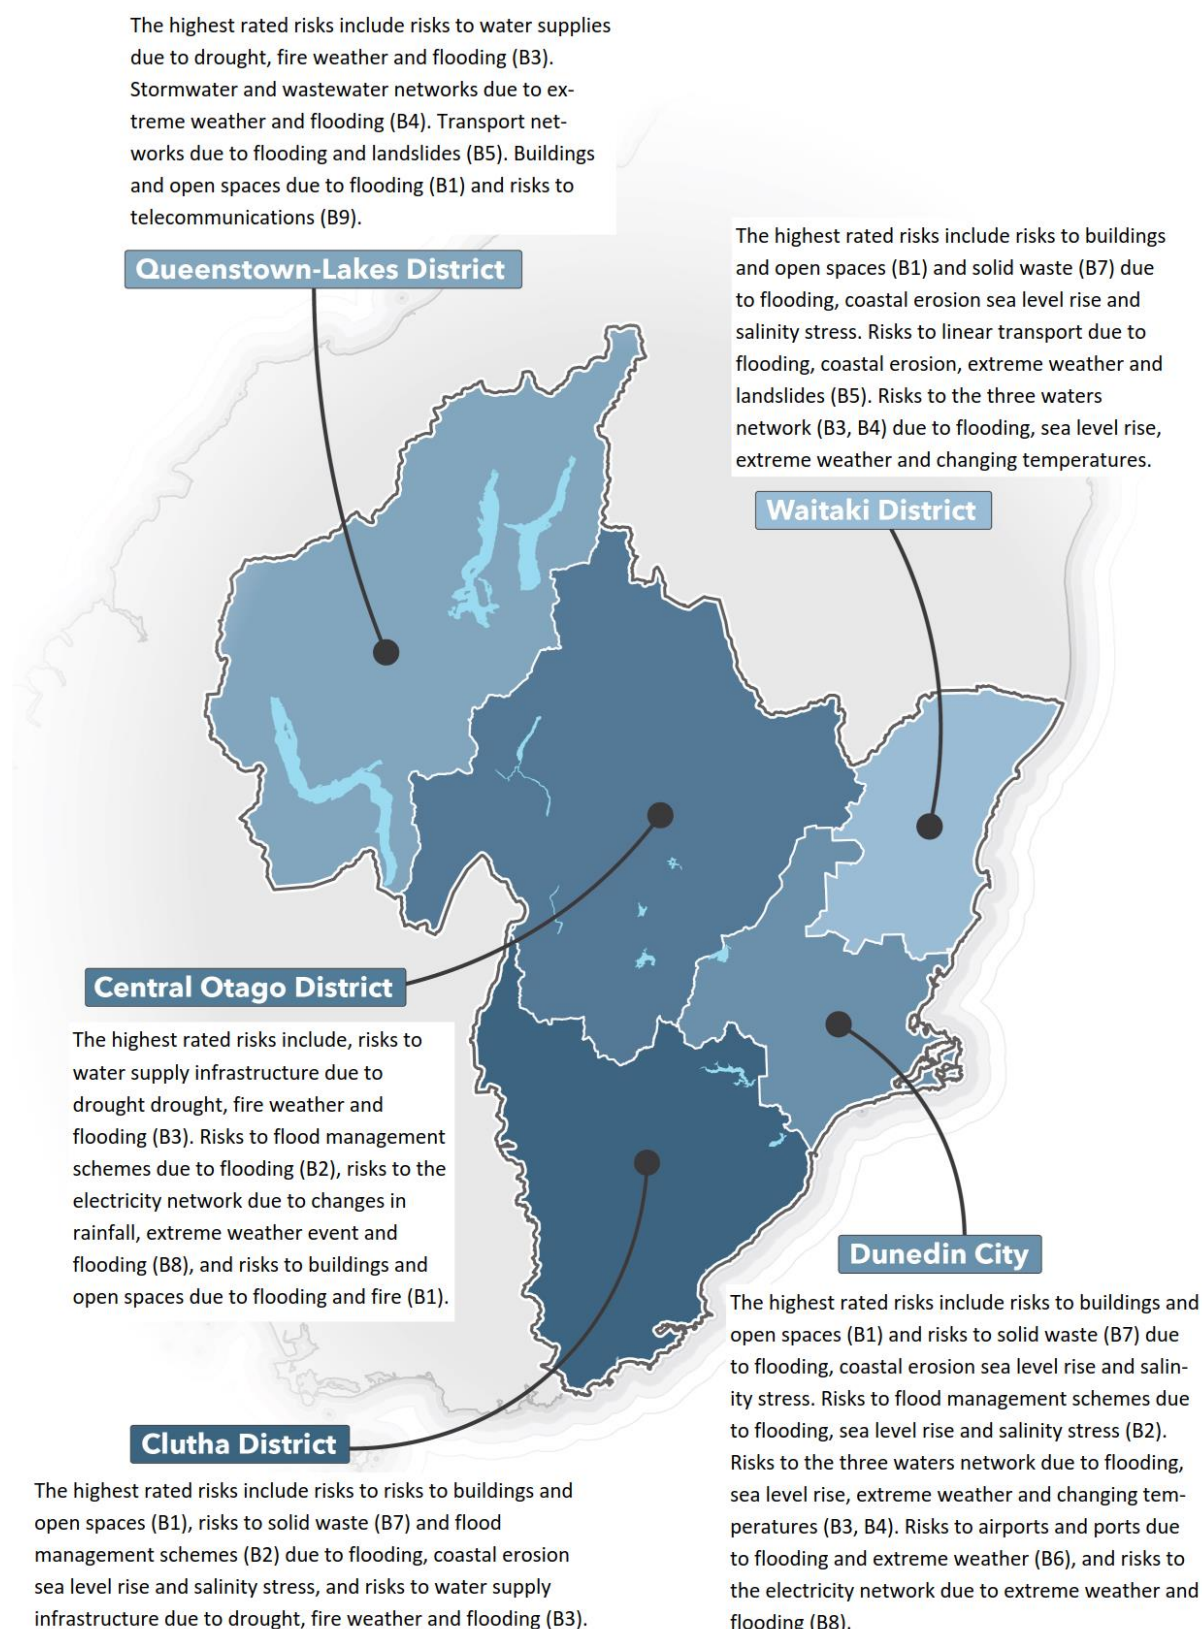 The highest rated risks include risks to water supplies
due to drought, fire weather and flooding (B3).
Stormwater and wastewater networks due to ex-
treme weather and flooding (B4). Transport net-
works due to flooding and landslides (B5). Buildings
and open spaces due to flooding (B1) and risks to
telecommunications (B9).
Queenstown-Lakes District
The highest rated risks include risks to buildings
and open spaces (B1) and solid waste (B7) due
to flooding, coastal erosion sea level rise and
salinity stress. Risks to linear transport due to
flooding, coastal erosion, extreme weather and
landslides (B5). Risks to the three waters
network (B3, B4) due to flooding, sea level rise,
extreme weather and changing temperatures.
Waitaki District
Central Otago District
The highest rated risks include, risks to
water supply infrastructure due to
drought drought, fire weather and
flooding (B3). Risks to flood management
schemes due to flooding (B2), risks to the
electricity network due to changes in
rainfall, extreme weather event and
flooding (B8), and risks to buildings and
open spaces due to flooding and fire (B1).
Dunedin City
The highest rated risks include risks to buildings and
open spaces (B1) and risks to solid waste (B7) due
to flooding, coastal erosion sea level rise and salin-
ity stress. Risks to flood management schemes due
to flooding, sea level rise and salinity stress (B2).
Risks to the three waters network due to flooding,
sea level rise, extreme weather and changing tem-
peratures (B3, B4). Risks to airports and ports due
to flooding and extreme weather (B6), and risks to
the electricity network due to extreme weather and
flooding (B8).
Clutha District
The highest rated risks include risks to risks to buildings and
open spaces (B1), risks to solid waste (B7) and flood
management schemes (B2) due to flooding, coastal erosion
sea level rise and salinity stress, and risks to water supply
infrastructure due to drought, fire weather and flooding (B3).